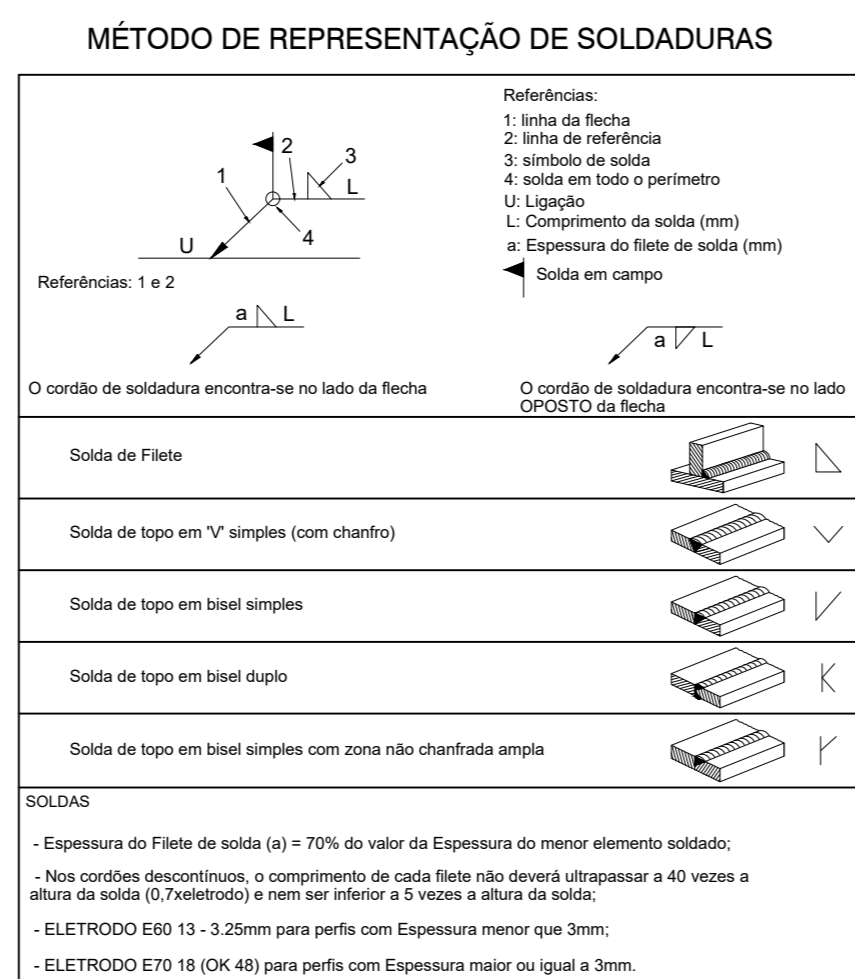 MÉTODO DE REPRESENTAÇÃO DE SOLDADURAS
1
2
3
L
4
U
Referências: 1 e 2
Referências:
1: linha da flecha
2: linha de referência
3: símbolo de solda
4: solda em todo o perímetro
U: Ligação
L: Comprimento da solda (mm)
a: Espessura do filete de solda (mm)
Solda em campo
a L
O cordão de soldadura encontra-se no lado da flecha
a L
O cordão de soldadura encontra-se no lado
OPOSTO da flecha
Solda de Filete
Solda de topo em 'V' simples (com chanfro)
Solda de topo em bisel simples
Solda de topo em bisel duplo
Solda de topo em bisel simples com zona não chanfrada ampla
SOLDAS
- Espessura do Filete de solda (a) = 70% do valor da Espessura do menor elemento soldado;
- Nos cordões descontínuos, o comprimento de cada filete não deverá ultrapassar a 40 vezes a
altura da solda (0,7xeletrodo) e nem ser inferior a 5 vezes a altura da solda;
- ELETRODO E60 13 - 3.25mm para perfis com Espessura menor que 3mm;
- ELETRODO E70 18 (OK 48) para perfis com Espessura maior ou igual a 3mm.